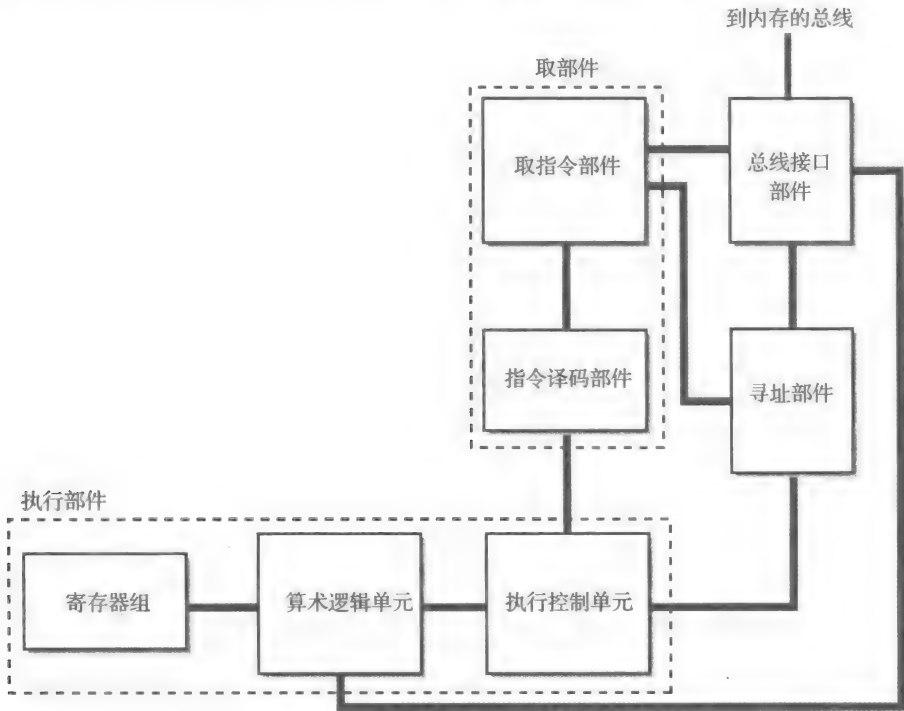 到内存的总线
取部件
取指令部件
总线接口
部件
指令译码部件
寻址部件
执行部件
寄存器组
算术逻辑单元
执行控制单元